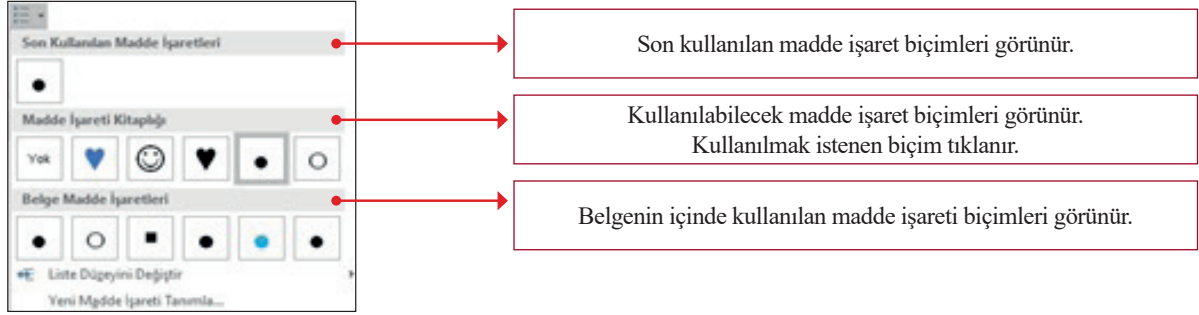 Son Kullanılan Madde İşaretleri
Son kullanılan madde işaret biçimleri görünür.
Madde İşareti Kitaplığı
Kullanılabilecek madde işaret biçimleri görünür.
Kullanılmak istenen biçim tıklanır.
Yok
Belge Madde İşaretleri
Belgenin içinde kullanılan madde işareti biçimleri görünür.
Liste Düzeyini Değiştir
Yeni Madde İşareti Tanımla...